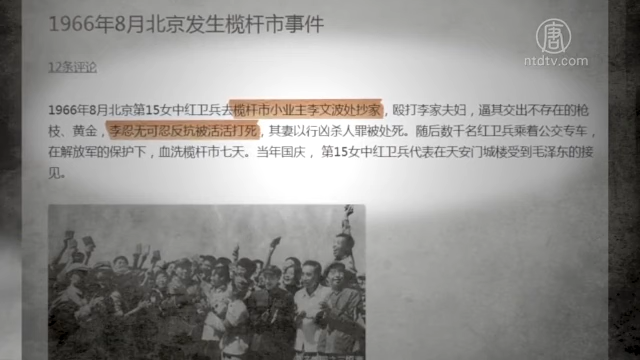 1966年8月北京发生榄杆市事件
唐
ntdtv.com
12条评论
1966年8月北京第15女中红卫兵去榄杆市小业主李文波处抄家，殴打李家夫妇，逼其交出不存在的枪
枝、黄金，李忍无可忍反抗被活活打死，其妻以行凶杀人罪被处死。随后数千名红卫兵乘着公交专车，
在解放军的保护下，血洗榄杆市七天。当年国庆， 第15女中红卫兵代表在天安门城楼受到毛泽东的接
见。